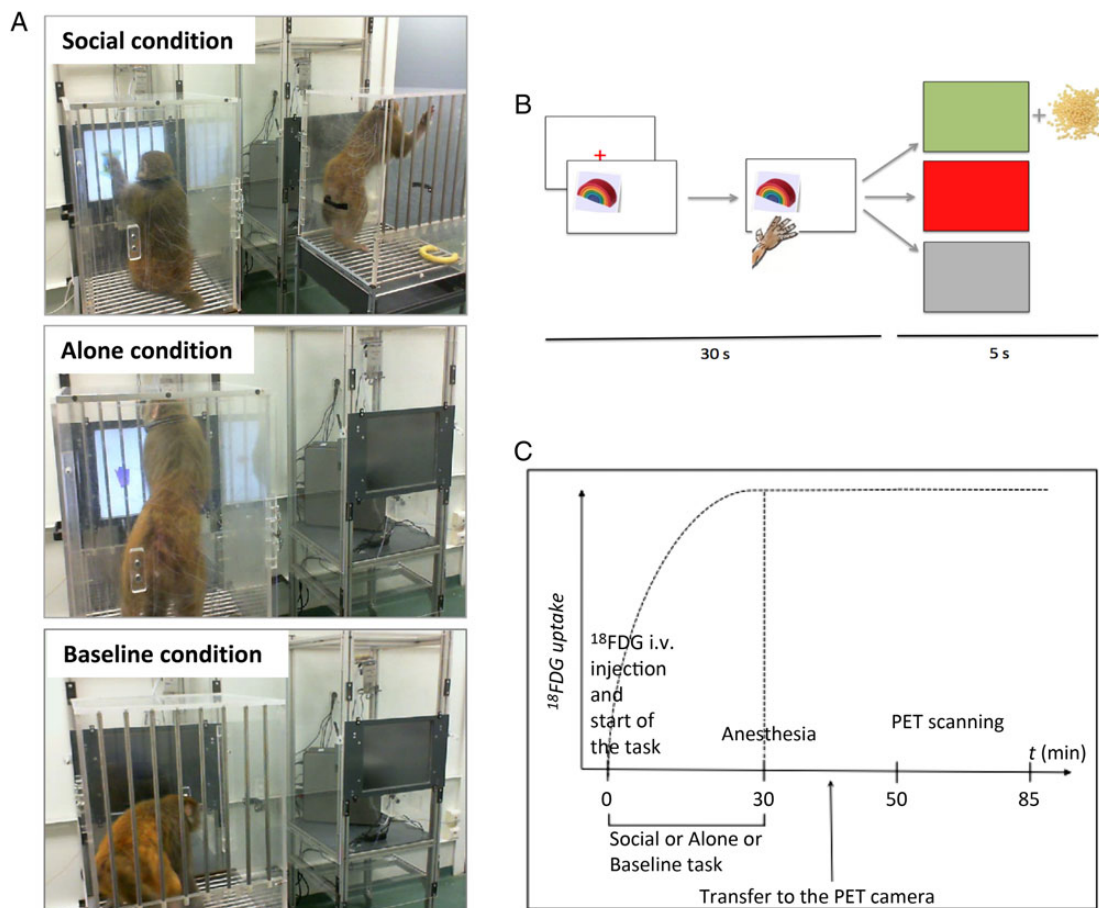 A
Social condition
Alone condition
Baseline condition
B
+
30 s
5 s
C
18FDG uptake
18FDG i.v.
injection
and
start of
the task
Anesthesia
PET scanning
t (min)
0
30
50
85
Social or Alone or
Baseline task
Transfer to the PET camera